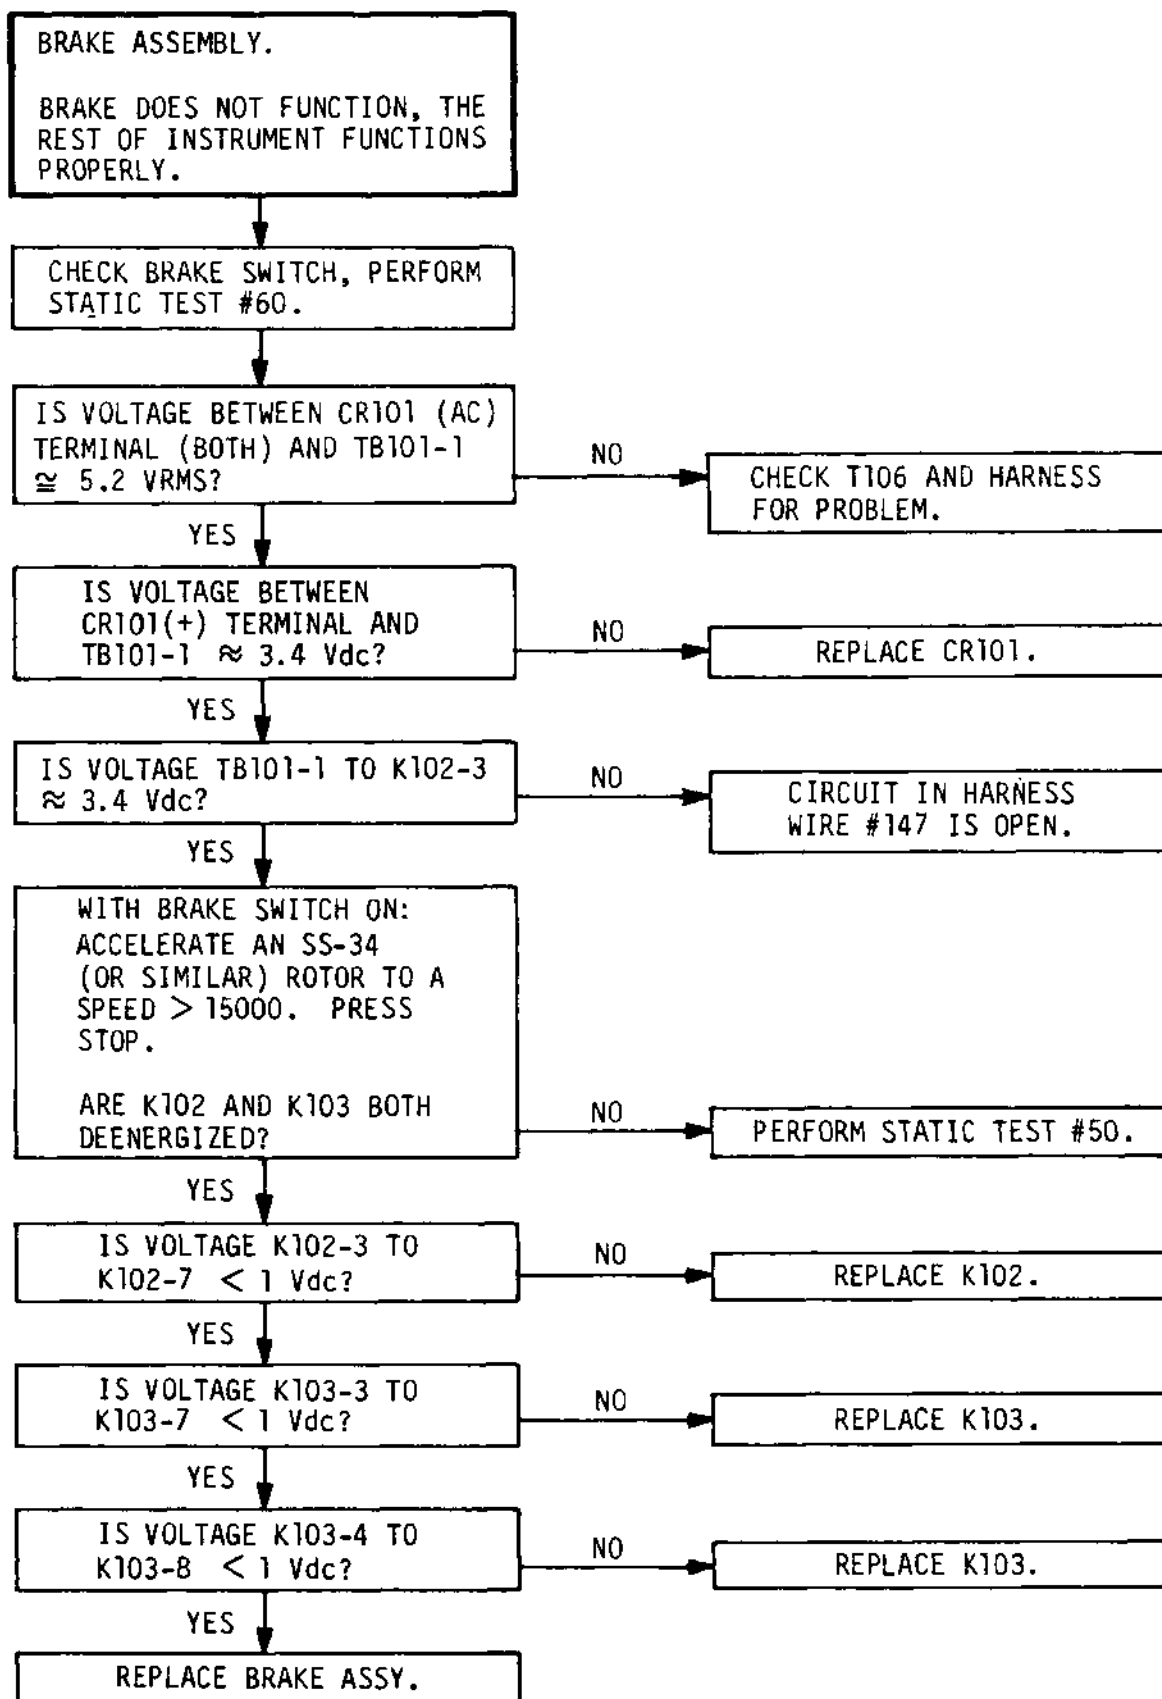 BRAKE ASSEMBLY.
BRAKE DOES NOT FUNCTION, THE
REST OF INSTRUMENT FUNCTIONS
PROPERLY.
CHECK BRAKE SWITCH, PERFORM
STATIC TEST #60.
IS VOLTAGE BETWEEN CR101 (AC)
TERMINAL (BOTH) AND TB101-1
≅ 5.2 VRMS?
NO
CHECK T106 AND HARNESS
FOR PROBLEM.
YES
IS VOLTAGE BETWEEN
CR101(+) TERMINAL AND
TB101-1 ≈ 3.4 Vdc?
NO
REPLACE CR101.
YES
IS VOLTAGE TB101-1 TO K102-3
≈ 3.4 Vdc?
NO
CIRCUIT IN HARNESS
WIRE #147 IS OPEN.
YES
WITH BRAKE SWITCH ON:
ACCELERATE AN SS-34
(OR SIMILAR) ROTOR TO A
SPEED > 15000. PRESS
STOP.
ARE K102 AND K103 BOTH
DEENERGIZED?
NO
PERFORM STATIC TEST #50.
YES
IS VOLTAGE K102-3 TO
K102-7 < 1 Vdc?
NO
REPLACE K102.
YES
IS VOLTAGE K103-3 TO
K103-7 < 1 Vdc?
NO
REPLACE K103.
YES
IS VOLTAGE K103-4 TO
K103-8 < 1 Vdc?
NO
REPLACE K103.
YES
REPLACE BRAKE ASSY.